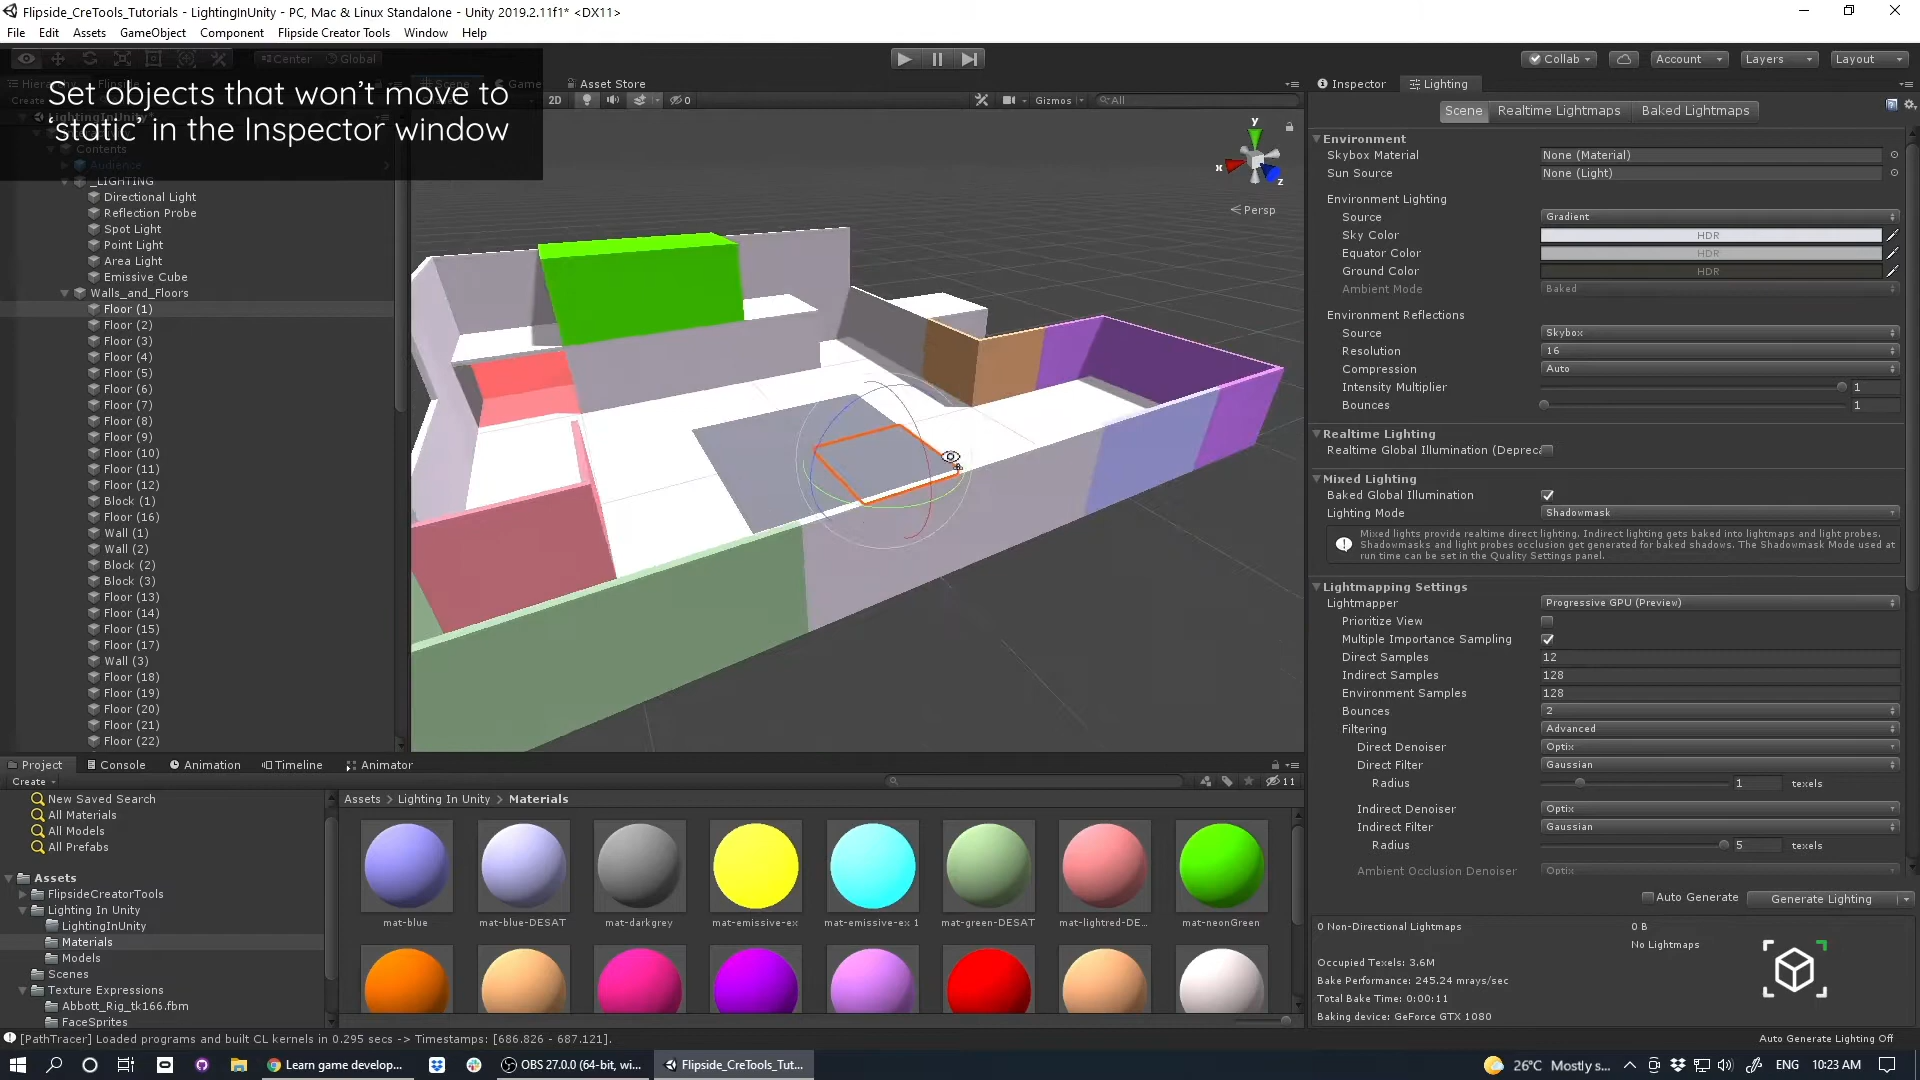 Flipside_CreTools_Tutorials - LightingInUnity - PC, Mac & Linux Standalone - Unity 2019.2.11f1* <DX11>
File Edit Assets GameObject Component Flipside Creator Tools Window Help
Center Global
Collab Account Layers Layout
Set objects that won't move to
'static' in the Inspector window
Asset Store
2D 0 Gizmos All
LightingInUnity*
Contents
Audience
_LIGHTING
Directional Light
Reflection Probe
Spot Light
Point Light
Area Light
Emissive Cube
Walls_and_Floors
Floor (1)
Floor (2)
Floor (3)
Floor (4)
Floor (5)
Floor (6)
Floor (7)
Floor (8)
Floor (9)
Floor (10)
Floor (11)
Floor (12)
Block (1)
Floor (16)
Wall (1)
Wall (2)
Block (2)
Block (3)
Floor (13)
Floor (14)
Floor (15)
Floor (17)
Wall (3)
Floor (18)
Floor (19)
Floor (20)
Floor (21)
Floor (22)
y
x
z
Persp
Inspector Lighting
Scene Realtime Lightmaps Baked Lightmaps
Environment
Skybox Material None (Material)
Sun Source None (Light)
Environment Lighting
Source Gradient
Sky Color HDR
Equator Color HDR
Ground Color HDR
Ambient Mode Baked
Environment Reflections
Source Skybox
Resolution 16
Compression Auto
Intensity Multiplier 1
Bounces 1
Realtime Lighting
Realtime Global Illumination (Depreca
Mixed Lighting
Baked Global Illumination
Lighting Mode Shadowmask
Mixed lights provide realtime direct lighting. Indirect lighting gets baked into lightmaps and light probes.
Shadowmasks and light probes occlusion get generated for baked shadows. The Shadowmask Mode used at
run time can be set in the Quality Settings panel.
Lightmapping Settings
Lightmapper Progressive GPU (Preview)
Prioritize View
Multiple Importance Sampling
Direct Samples 12
Indirect Samples 128
Environment Samples 128
Bounces 2
Filtering Advanced
Direct Denoiser Optix
Direct Filter Gaussian
Radius 1 texels
Indirect Denoiser Optix
Indirect Filter Gaussian
Radius 5 texels
Ambient Occlusion Denoiser Optix
Auto Generate Generate Lighting
0 Non-Directional Lightmaps 0 B
No Lightmaps
Occupied Texels: 3.6M
Bake Performance: 245.24 mrays/sec
Total Bake Time: 0:00:11
Baking device: GeForce GTX 1080
Project Console Animation Timeline Animator
Create 11
New Saved Search
All Materials
All Models
All Prefabs
Assets
FlipsideCreatorTools
Lighting In Unity
LightingInUnity
Materials
Models
Scenes
Texture Expressions
Abbott_Rig_tk166.fbm
FaceSprites
Assets > Lighting In Unity > Materials
mat-blue mat-blue-DESAT mat-darkgrey mat-emissive-ex mat-emissive-ex 1 mat-green-DESAT mat-lightred-DE... mat-neonGreen
[PathTracer] Loaded programs and built CL kernels in 0.295 secs -> Timestamps: [686.826 - 687.121].
Auto Generate Lighting Off
Learn game develop... OBS 27.0.0 (64-bit, wi... Flipside_CreTools_Tut... 26°C Mostly s... ENG 10:23 AM